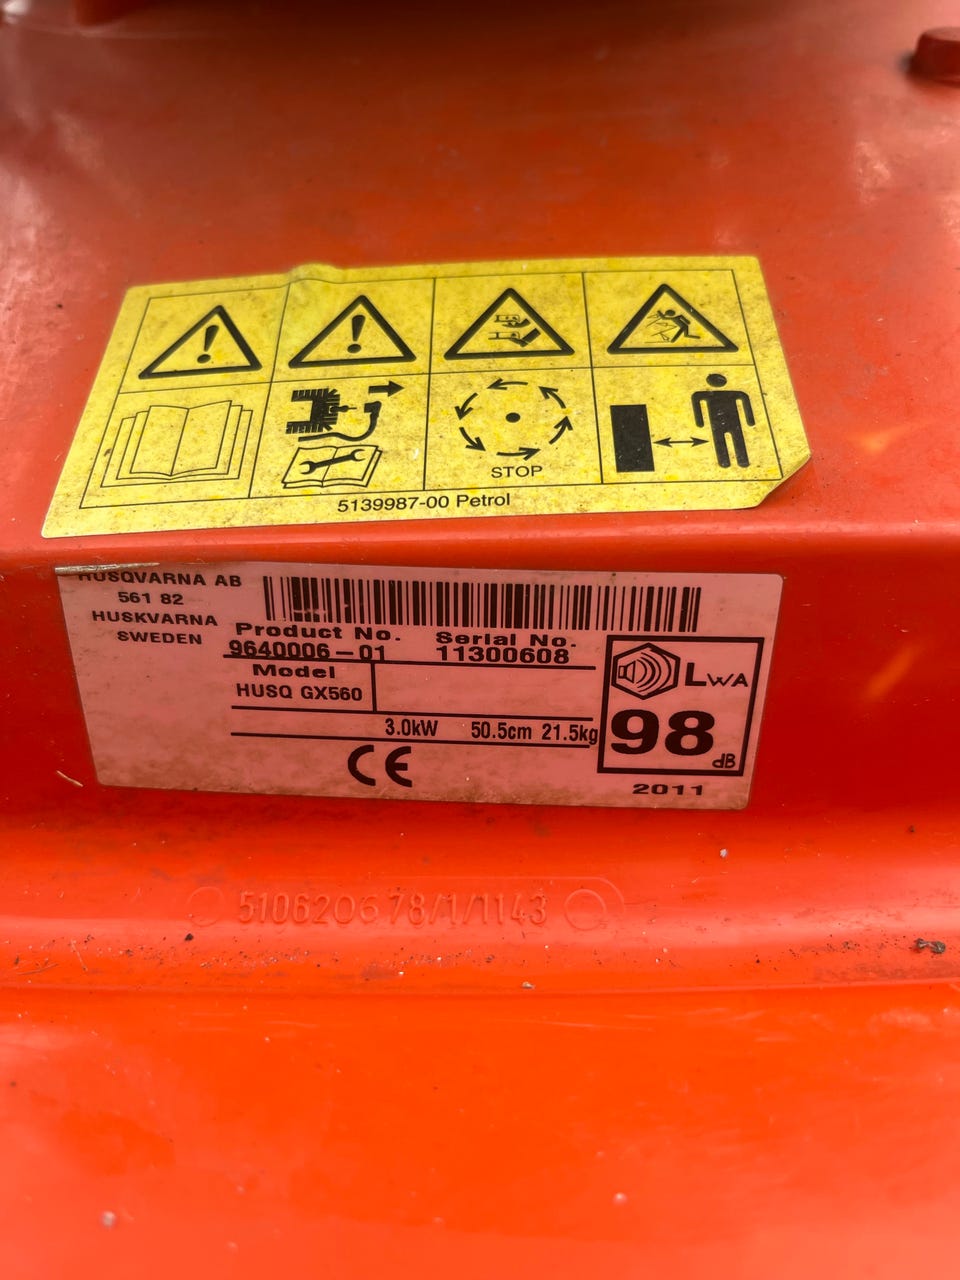 STOP
5139987-00 Petrol
HUSQVARNA AB
561 82
HUSKVARNA
SWEDEN
Product No. Serial No.
9640006-01 11300608
Model
HUSQ GX560
3.0kW 50.5cm 21.5kg
LWA
98
dB
CE
2011
510620678/1/1143